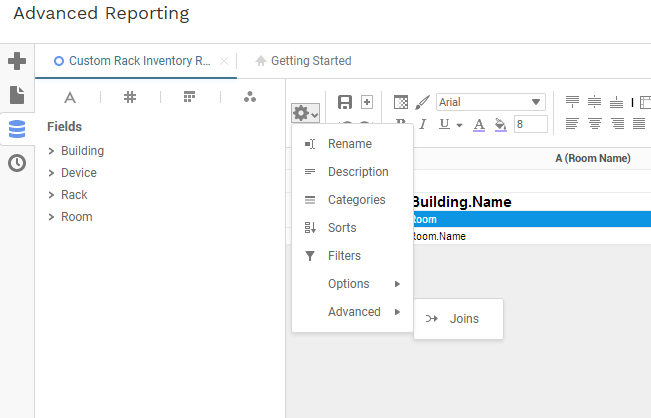 Advanced Reporting
Custom Rack Inventory R...
Getting Started
Fields
Building
Device
Rack
Room
Arial
B I U A 8
A (Room Name)
Building.Name
Room
Room.Name
Rename
Description
Categories
Sorts
Filters
Options
Advanced
Joins